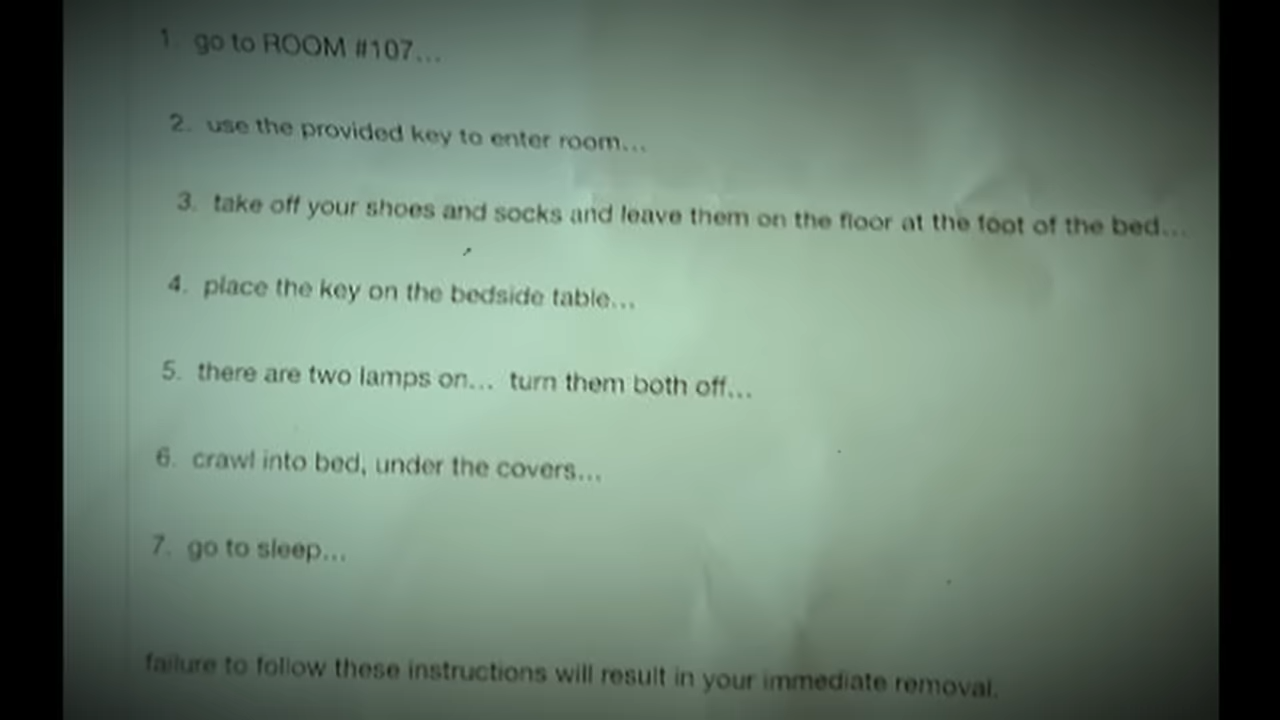 1. go to ROOM #107...
2. use the provided key to enter room...
3. take off your shoes and socks and leave them on the floor at the foot of the bed...
4. place the key on the bedside table...
5. there are two lamps on... turn them both off...
6. crawl into bed, under the covers...
7. go to sleep...
failure to follow these instructions will result in your immediate removal.